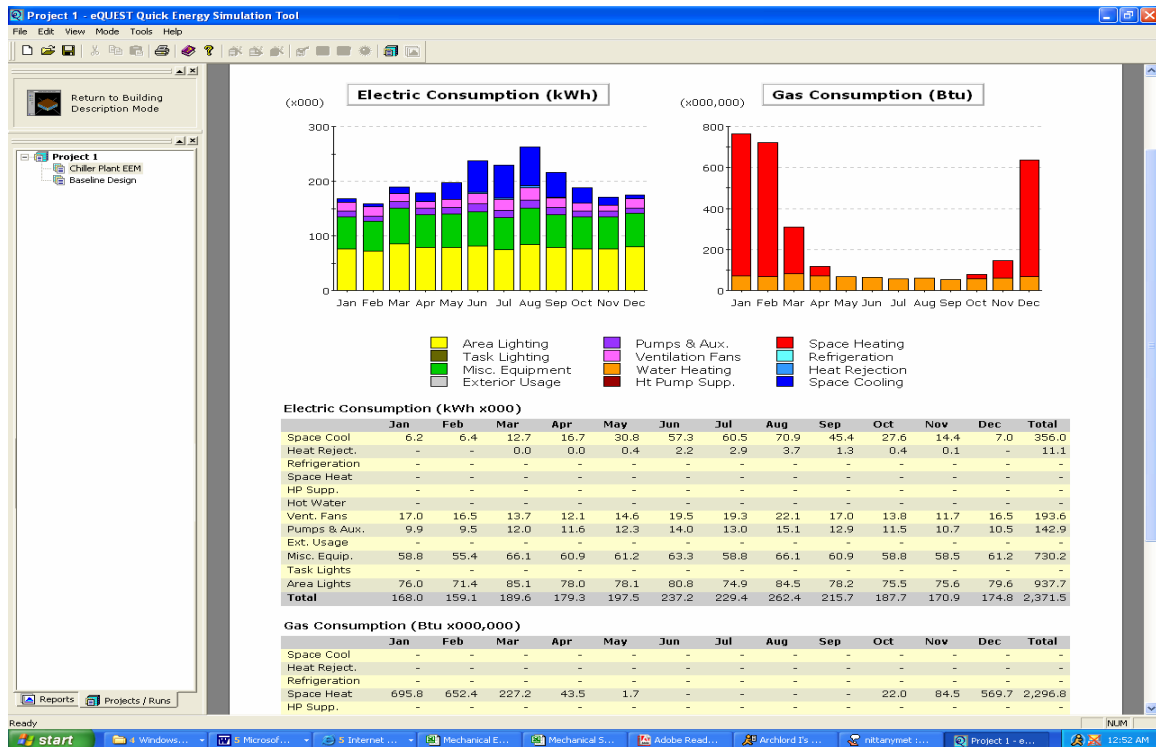 Project 1 - eQUEST Quick Energy Simulation Tool
File Edit View Mode Tools Help
Return to Building
Description Mode
Project 1
Chiller Plant EEM
Baseline Design
Reports Projects / Runs
Electric Consumption (kWh)
(x000)
300
200
100
0
Jan Feb Mar Apr May Jun Jul Aug Sep Oct Nov Dec
Gas Consumption (Btu)
(x000,000)
800
600
400
200
0
Jan Feb Mar Apr May Jun Jul Aug Sep Oct Nov Dec
Area Lighting Pumps & Aux. Space Heating
Task Lighting Ventilation Fans Refrigeration
Misc. Equipment Water Heating Heat Rejection
Exterior Usage Ht Pump Supp. Space Cooling
Electric Consumption (kWh x000)
Jan Feb Mar Apr May Jun Jul Aug Sep Oct Nov Dec Total
Space Cool 6.2 6.4 12.7 16.7 30.8 57.3 60.5 70.9 45.4 27.6 14.4 7.0 356.0
Heat Reject. - - 0.0 0.0 0.4 2.2 2.9 3.7 1.3 0.4 0.1 - 11.1
Refrigeration - - - - - - - - - - - - -
Space Heat - - - - - - - - - - - - -
HP Supp. - - - - - - - - - - - - -
Hot Water - - - - - - - - - - - - -
Vent. Fans 17.0 16.5 13.7 12.1 14.6 19.5 19.3 22.1 17.0 13.8 11.7 16.5 193.6
Pumps & Aux. 9.9 9.5 12.0 11.6 12.3 14.0 13.0 15.1 12.9 11.5 10.7 10.5 142.9
Ext. Usage - - - - - - - - - - - - -
Misc. Equip. 58.8 55.4 66.1 60.9 61.2 63.3 58.8 66.1 60.9 58.8 58.5 61.2 730.2
Task Lights - - - - - - - - - - - - -
Area Lights 76.0 71.4 85.1 78.0 78.1 80.8 74.9 84.5 78.2 75.5 75.6 79.6 937.7
Total 168.0 159.1 189.6 179.3 197.5 237.2 229.4 262.4 215.7 187.7 170.9 174.8 2,371.5
Gas Consumption (Btu x000,000)
Jan Feb Mar Apr May Jun Jul Aug Sep Oct Nov Dec Total
Space Cool - - - - - - - - - - - - -
Heat Reject. - - - - - - - - - - - - -
Refrigeration - - - - - - - - - - - - -
Space Heat 695.8 652.4 227.2 43.5 1.7 - - - - 22.0 84.5 569.7 2,296.8
HP Supp. - - - - - - - - - - - - -
Ready NUM
start 4 Windows... 5 Microsof... 5 Internet ... Mechanical E... Mechanical S... Adobe Read... Archlord I's ... nittanymet :... Project 1 - e... 12:52 AM